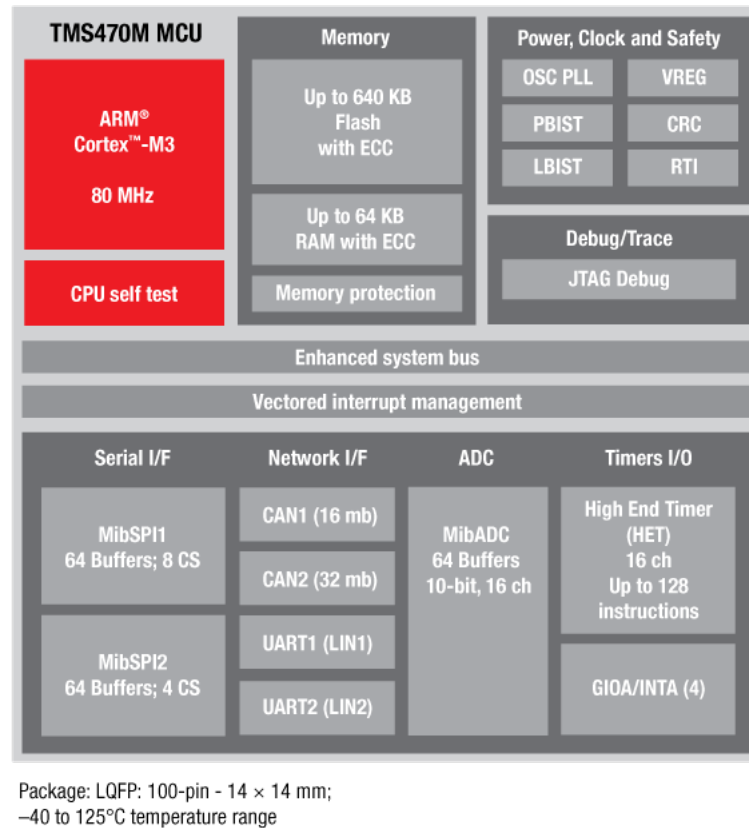 TMS470M MCU
ARM®
Cortex™-M3
80 MHz
CPU self test
Memory
Up to 640 KB
Flash
with ECC
Up to 64 KB
RAM with ECC
Memory protection
Power, Clock and Safety
OSC PLL
VREG
PBIST
CRC
LBIST
RTI
Debug/Trace
JTAG Debug
Enhanced system bus
Vectored interrupt management
Serial I/F
MibSPI1
64 Buffers; 8 CS
MibSPI2
64 Buffers; 4 CS
Network I/F
CAN1 (16 mb)
CAN2 (32 mb)
UART1 (LIN1)
UART2 (LIN2)
ADC
MibADC
64 Buffers
10-bit, 16 ch
Timers I/O
High End Timer
(HET)
16 ch
Up to 128
instructions
GIOA/INTA (4)
Package: LQFP: 100-pin - 14 × 14 mm;
–40 to 125°C temperature range